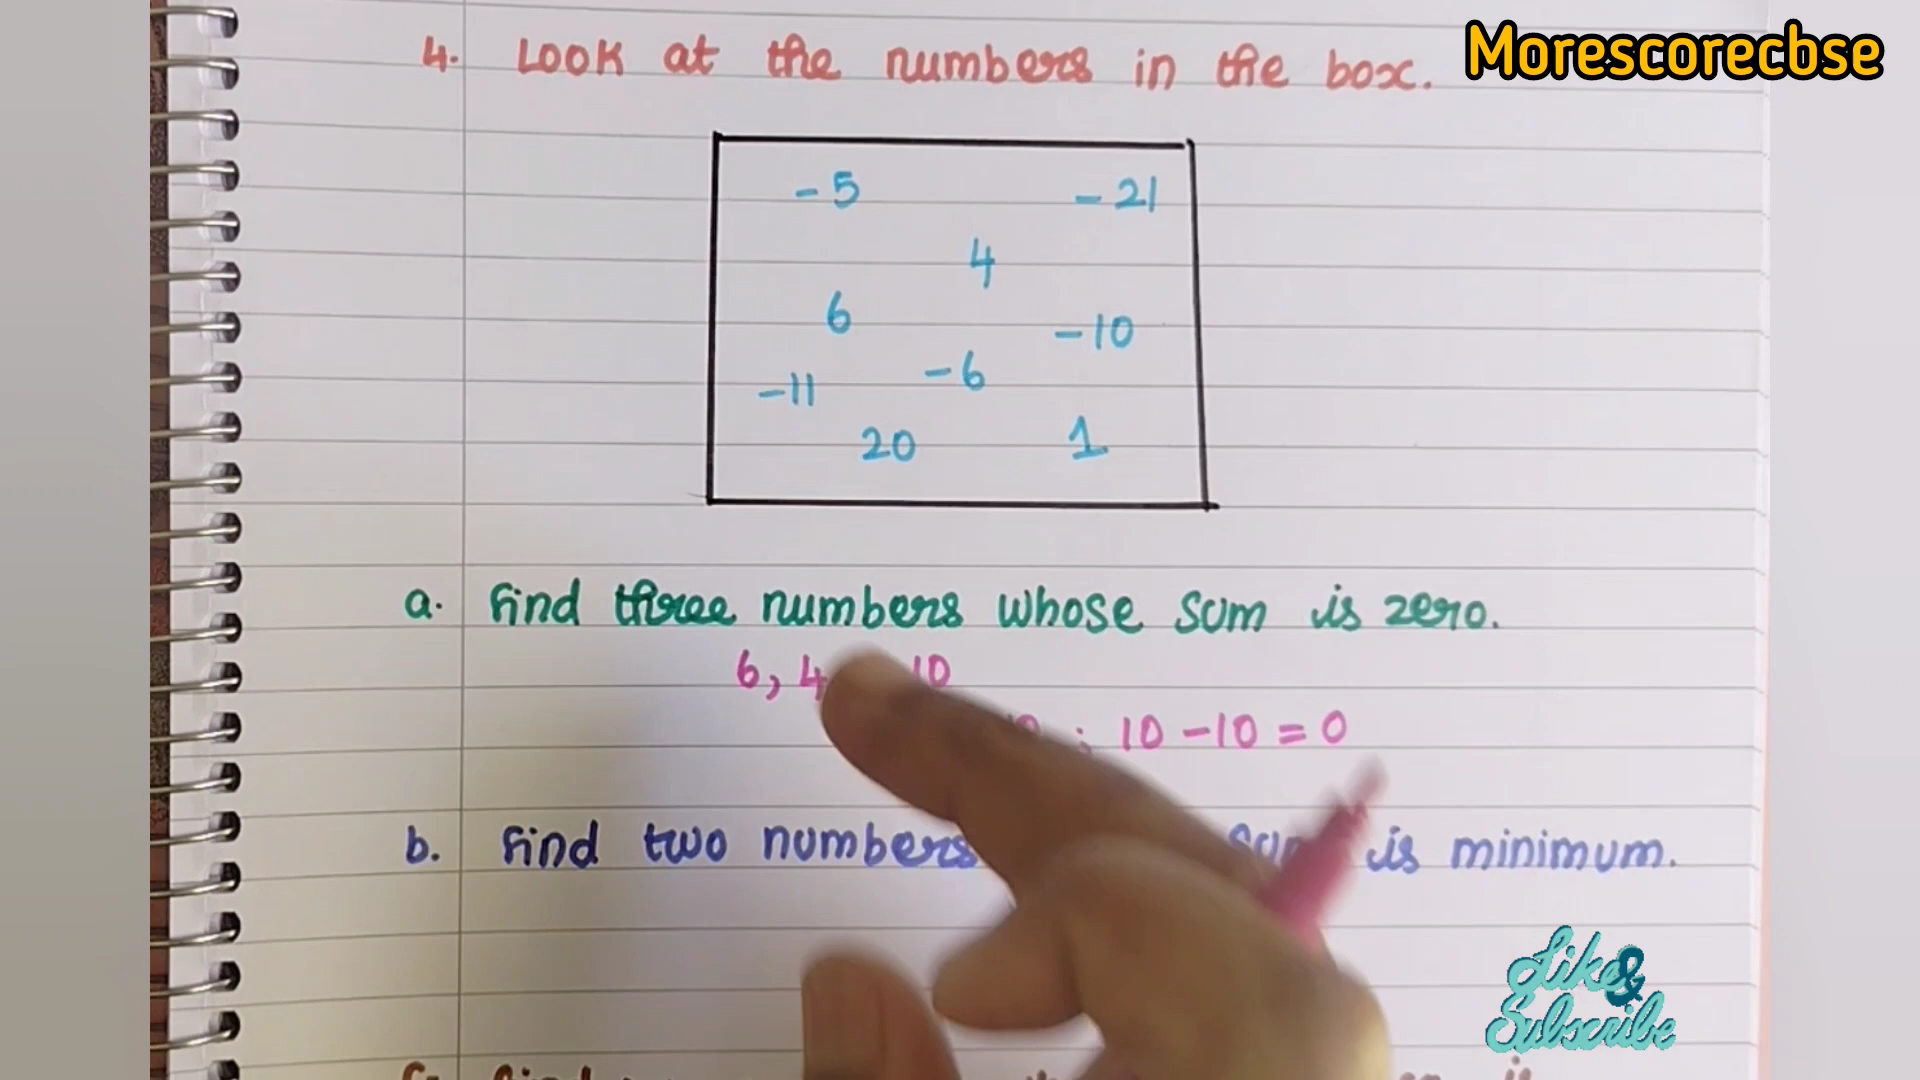 4. Look at the numbers in the box.
Morescorecbse
-5 -21
4
6 -10
-11 -6
20 1
a. Find three numbers whose sum is zero.
6, 4 10
: 10 - 10 = 0
b. Find two numbers is minimum.
Like &
Subscribe